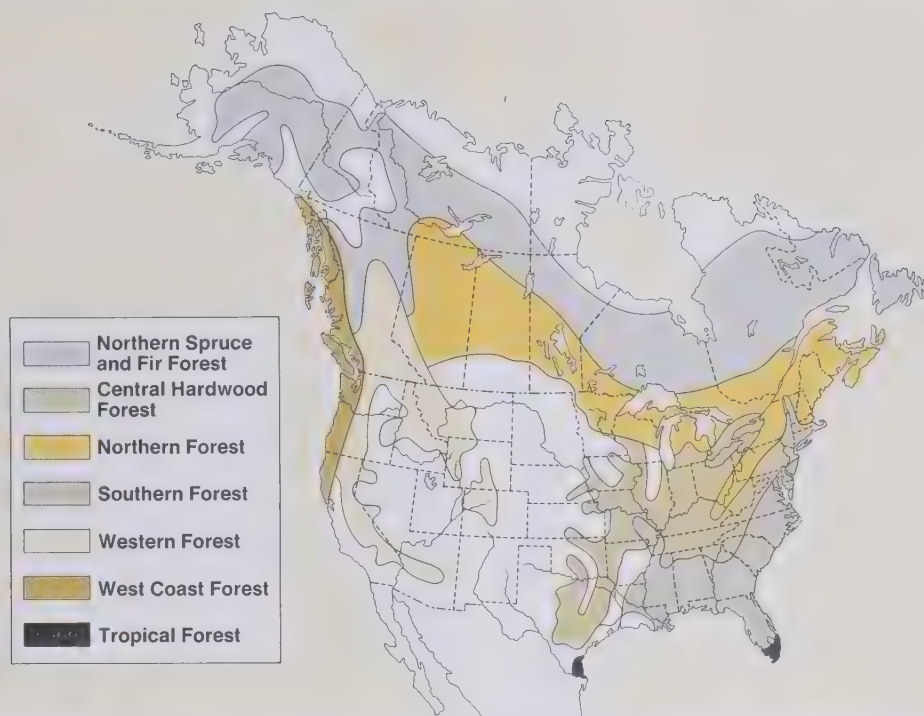 Northern Spruce
and Fir Forest
Central Hardwood
Forest
Northern Forest
Southern Forest
Western Forest
West Coast Forest
Tropical Forest